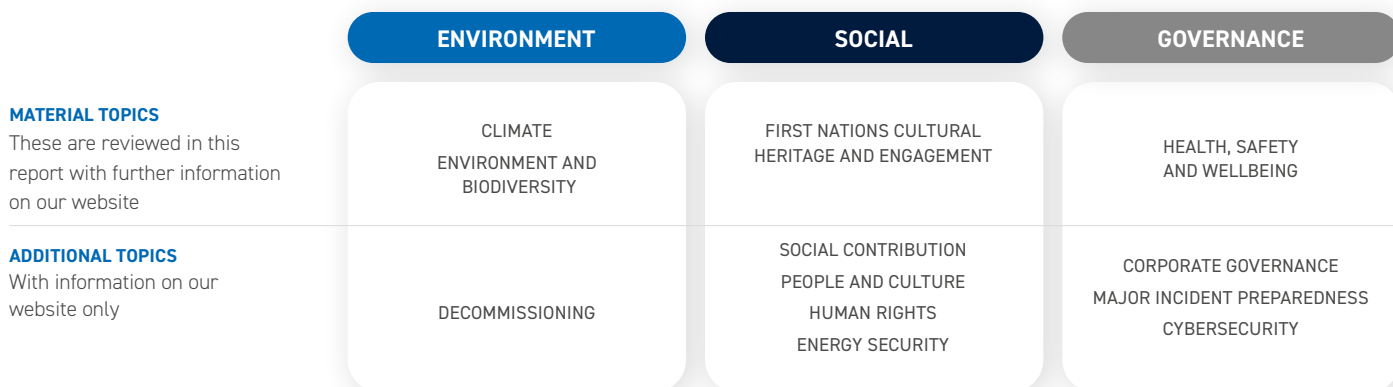 ENVIRONMENT
SOCIAL
GOVERNANCE
MATERIAL TOPICS
These are reviewed in this
report with further information
on our website
CLIMATE
ENVIRONMENT AND
BIODIVERSITY
FIRST NATIONS CULTURAL
HERITAGE AND ENGAGEMENT
HEALTH, SAFETY
AND WELLBEING
ADDITIONAL TOPICS
With information on our
website only
DECOMMISSIONING
SOCIAL CONTRIBUTION
PEOPLE AND CULTURE
HUMAN RIGHTS
ENERGY SECURITY
CORPORATE GOVERNANCE
MAJOR INCIDENT PREPAREDNESS
CYBERSECURITY